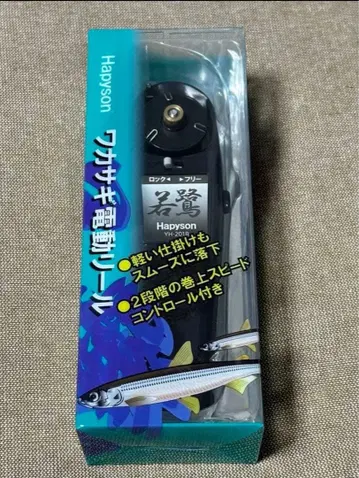 Hapyson
ワカサギ電動リール
ロック◀ ▶フリー
若鷺
Hapyson
YH-201
●軽い仕掛けも
スムーズに落下
●2段階の巻上スピード
コントロール付き